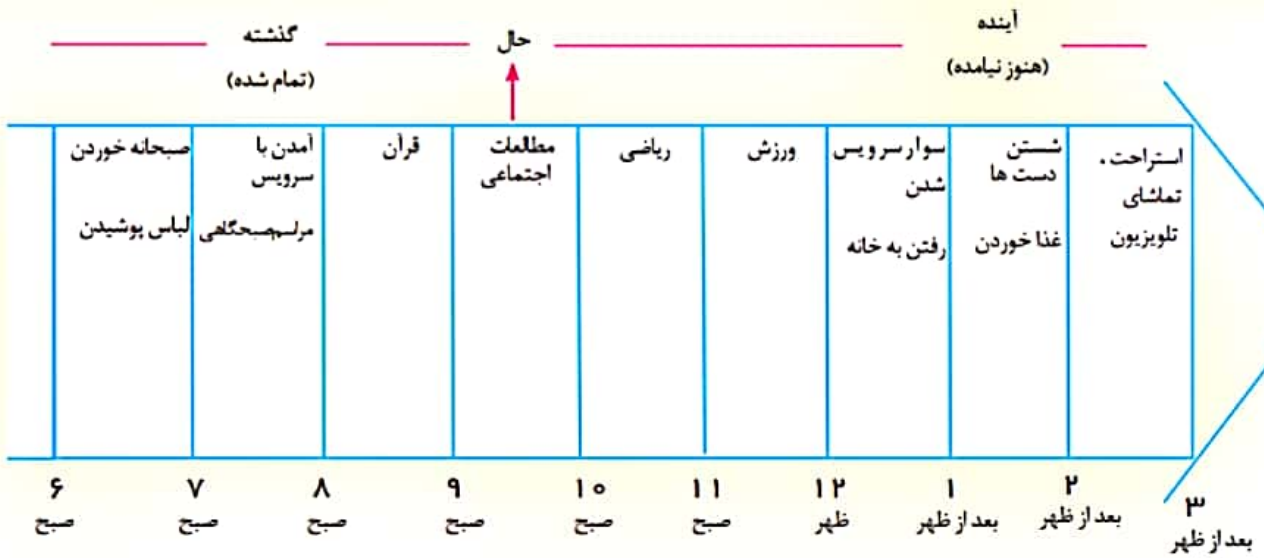 گذشته
(تمام شده)
حال
آینده
(هنوز نیامده)
صبحانه خوردن
لباس پوشیدن
آمدن با
سرویس
مراسم صبحگاهی
قرآن
مطالعات
اجتماعی
ریاضی
ورزش
سوار سرویس
شدن
رفتن به خانه
شستن
دست ها
غذا خوردن
استراحت،
تماشای
تلویزیون
۶
صبح
۷
صبح
۸
صبح
۹
صبح
۱۰
صبح
۱۱
صبح
۱۲
ظهر
۱
بعد از ظهر
۲
بعد از ظهر
۳
بعد از ظهر